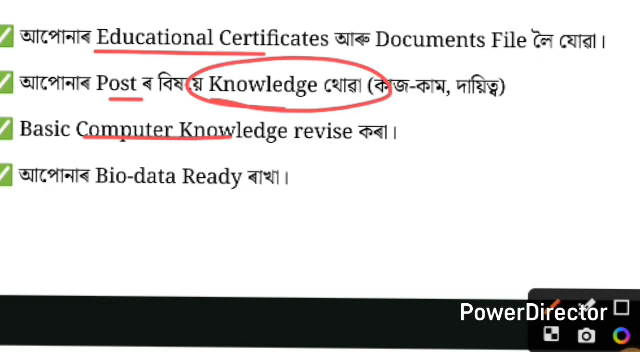 আপোনাৰ Educational Certificates আৰু Documents File লৈ যোৱা।
আপোনাৰ Post ৰ বিষয়ে Knowledge থোৱা (কাজ-কাম, দায়িত্ব)
Basic Computer Knowledge revise কৰা।
আপোনাৰ Bio-data Ready ৰাখা।
PowerDirector